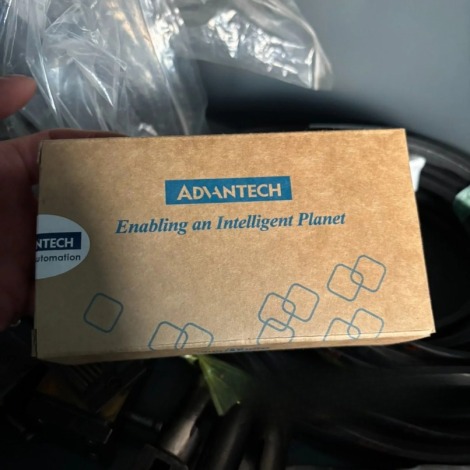 ADVANTECH
Enabling an Intelligent Planet
NTECH
utomation